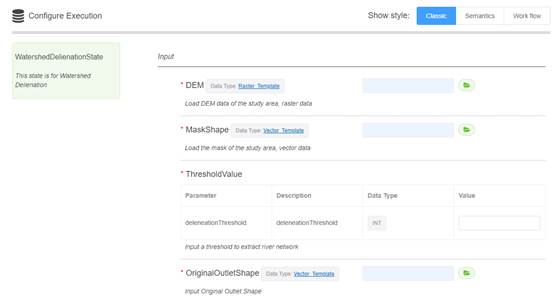 Configure Execution
Show style: Classic Semantics Work flow
WatershedDelienationState
This state is for Watershed
Delienation
Input
* DEM Data Type: Raster_Template
Load DEM data of the study area, raster data
* MaskShape Data Type: Vector_Template
Load the mask of the study area, vector data
* ThresholdValue
Parameter Description Data Type Value
deleneationThreshold deleneationThreshold INT
Input a threshold to extract river network
* OriginalOutletShape Data Type: Vector_Template
Input Original Outlet Shape